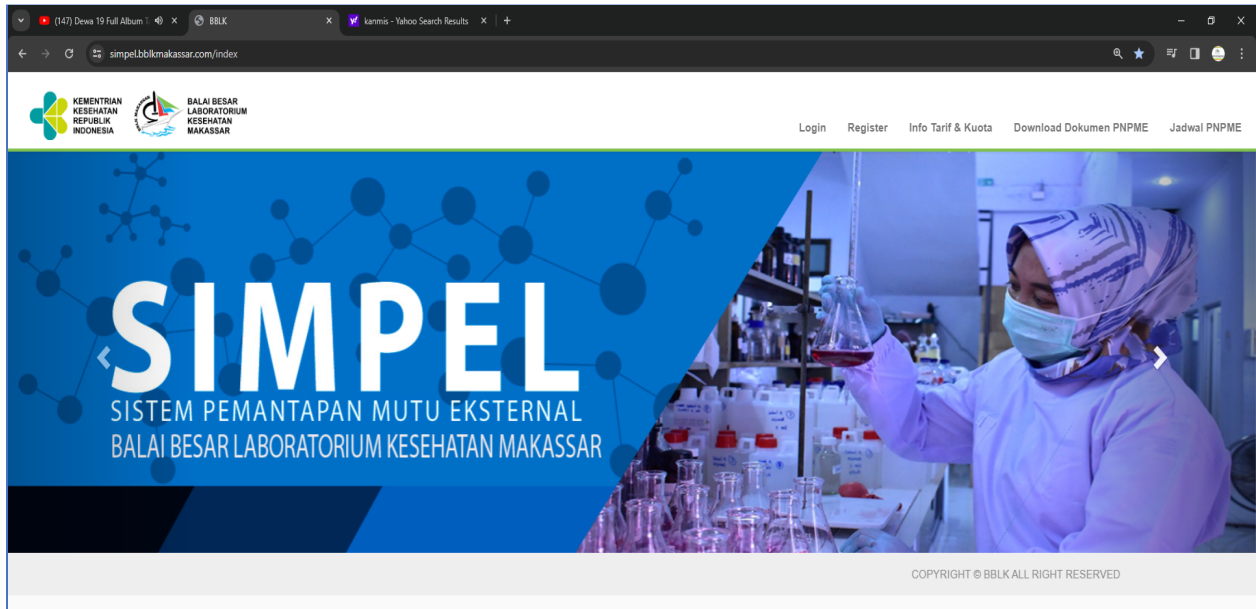 (147) Dewa 19 Full Album T
BBLK
kanmis - Yahoo Search Results
simpel.bblkmakassar.com/index
KEMENTRIAN
KESEHATAN
REPUBLIK
INDONESIA
BALAI BESAR
LABORATORIUM
KESEHATAN
MAKASSAR
Login Register Info Tarif & Kuota Download Dokumen PNPME Jadwal PNPME
SIMPEL
SISTEM PEMANTAPAN MUTU EKSTERNAL
BALAI BESAR LABORATORIUM KESEHATAN MAKASSAR
COPYRIGHT © BBLK ALL RIGHT RESERVED